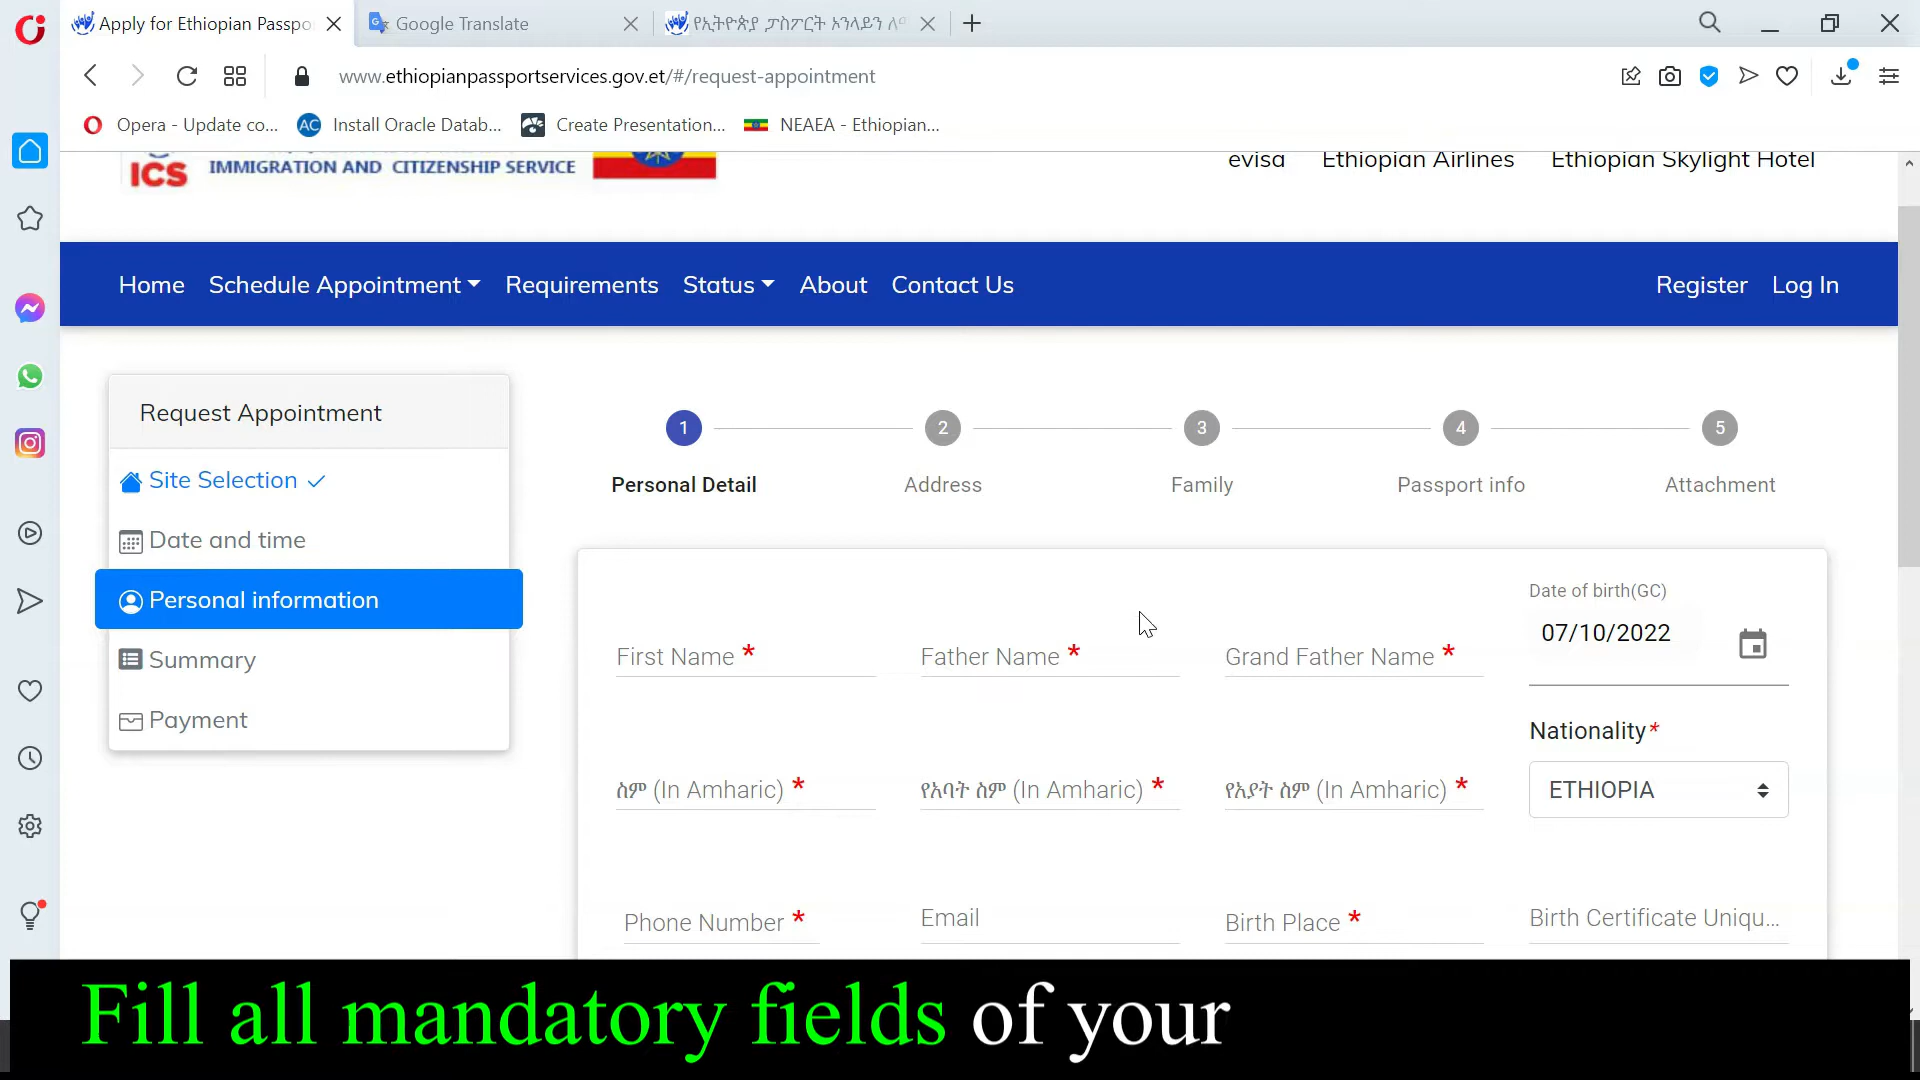 Apply for Ethiopian Passpo
Google Translate
የኢትዮጵያ ፓስፖርት ኦንላይን ለማ
www.ethiopianpassportservices.gov.et/#/request-appointment
Opera - Update co...
AC Install Oracle Datab...
Create Presentation...
NEAEA - Ethiopian...
ICS
IMMIGRATION AND CITIZENSHIP SERVICE
evisa
Ethiopian Airlines
Ethiopian Skylight Hotel
Home
Schedule Appointment
Requirements
Status
About
Contact Us
Register
Log In
Request Appointment
Site Selection
Date and time
Personal information
Summary
Payment
1
2
3
4
5
Personal Detail
Address
Family
Passport info
Attachment
Date of birth(GC)
07/10/2022
First Name *
Father Name *
Grand Father Name *
Nationality*
ETHIOPIA
ስም (In Amharic) *
የአባት ስም (In Amharic) *
የአያት ስም (In Amharic) *
Phone Number *
Email
Birth Place *
Birth Certificate Uniqu...
Fill all mandatory fields of your